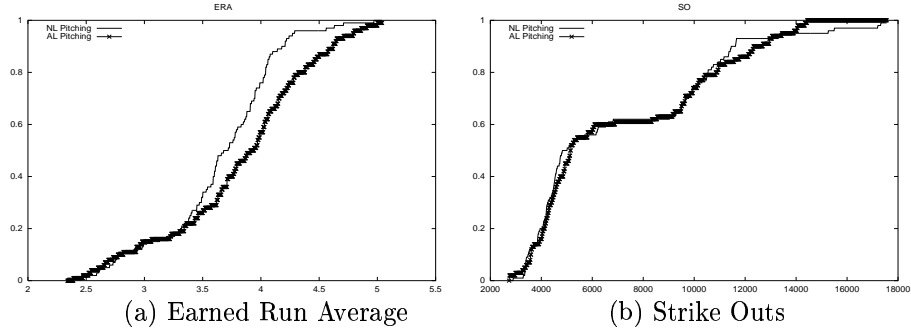 ERA
NL Pitching
AL Pitching
1
0.8
0.6
0.4
0.2
0
2 2.5 3 3.5 4 4.5 5 5.5
(a) Earned Run Average
SO
NL Pitching
AL Pitching
1
0.8
0.6
0.4
0.2
0
2000 4000 6000 8000 10000 12000 14000 16000 18000
(b) Strike Outs